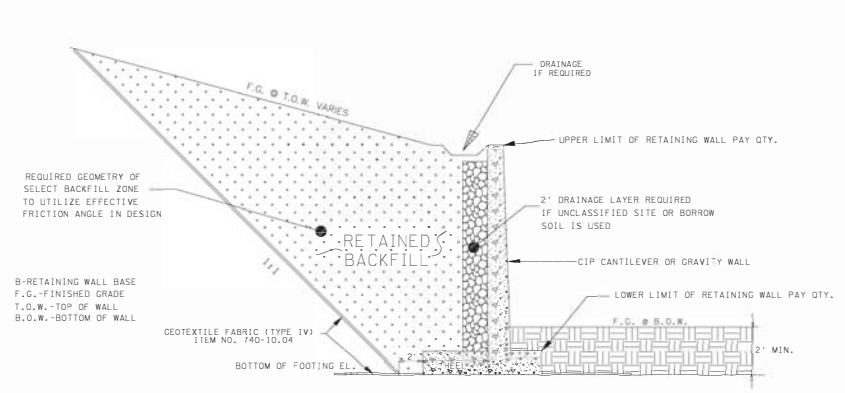 DRAINAGE
IF REQUIRED
F.G. @ T.O.W. VARIES
UPPER LIMIT OF RETAINING WALL PAY QTY.
REQUIRED GEOMETRY OF
SELECT BACKFILL ZONE
TO UTILIZE EFFECTIVE
FRICTION ANGLE IN DESIGN
2' DRAINAGE LAYER REQUIRED
IF UNCLASSIFIED SITE OR BORROW
SOIL IS USED
RETAINED
BACKFILL
1:1
CIP CANTILEVER OR GRAVITY WALL
B-RETAINING WALL BASE
F.G.-FINISHED GRADE
T.O.W.-TOP OF WALL
B.O.W.-BOTTOM OF WALL
LOWER LIMIT OF RETAINING WALL PAY QTY.
F.G. @ B.O.W.
GEOTEXTILE FABRIC (TYPE IV)
ITEM NO. 740-10.04
2' MIN.
2'
HEEL
BOTTOM OF FOOTING EL.